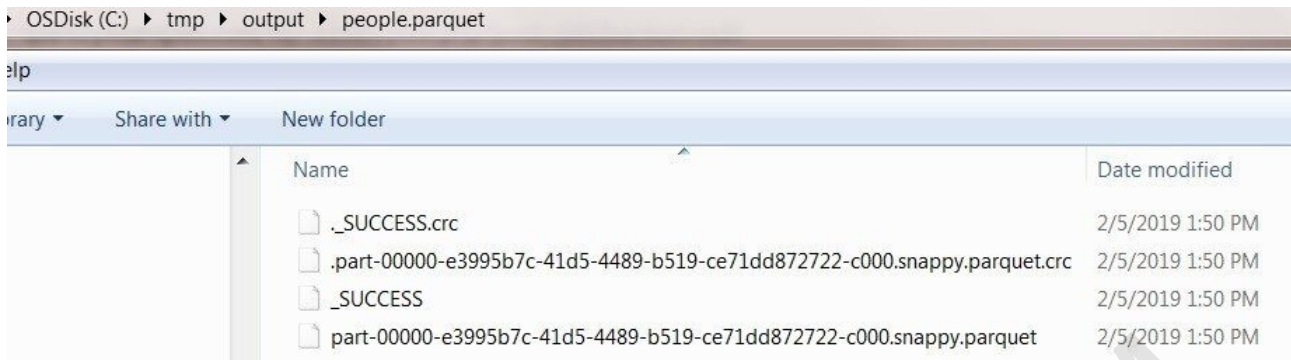 OSDisk (C:) ▸ tmp ▸ output ▸ people.parquet
elp
Share with New folder
Name Date modified
._SUCCESS.crc 2/5/2019 1:50 PM
.part-00000-e3995b7c-41d5-4489-b519-ce71dd872722-c000.snappy.parquet.crc 2/5/2019 1:50 PM
_SUCCESS 2/5/2019 1:50 PM
part-00000-e3995b7c-41d5-4489-b519-ce71dd872722-c000.snappy.parquet 2/5/2019 1:50 PM